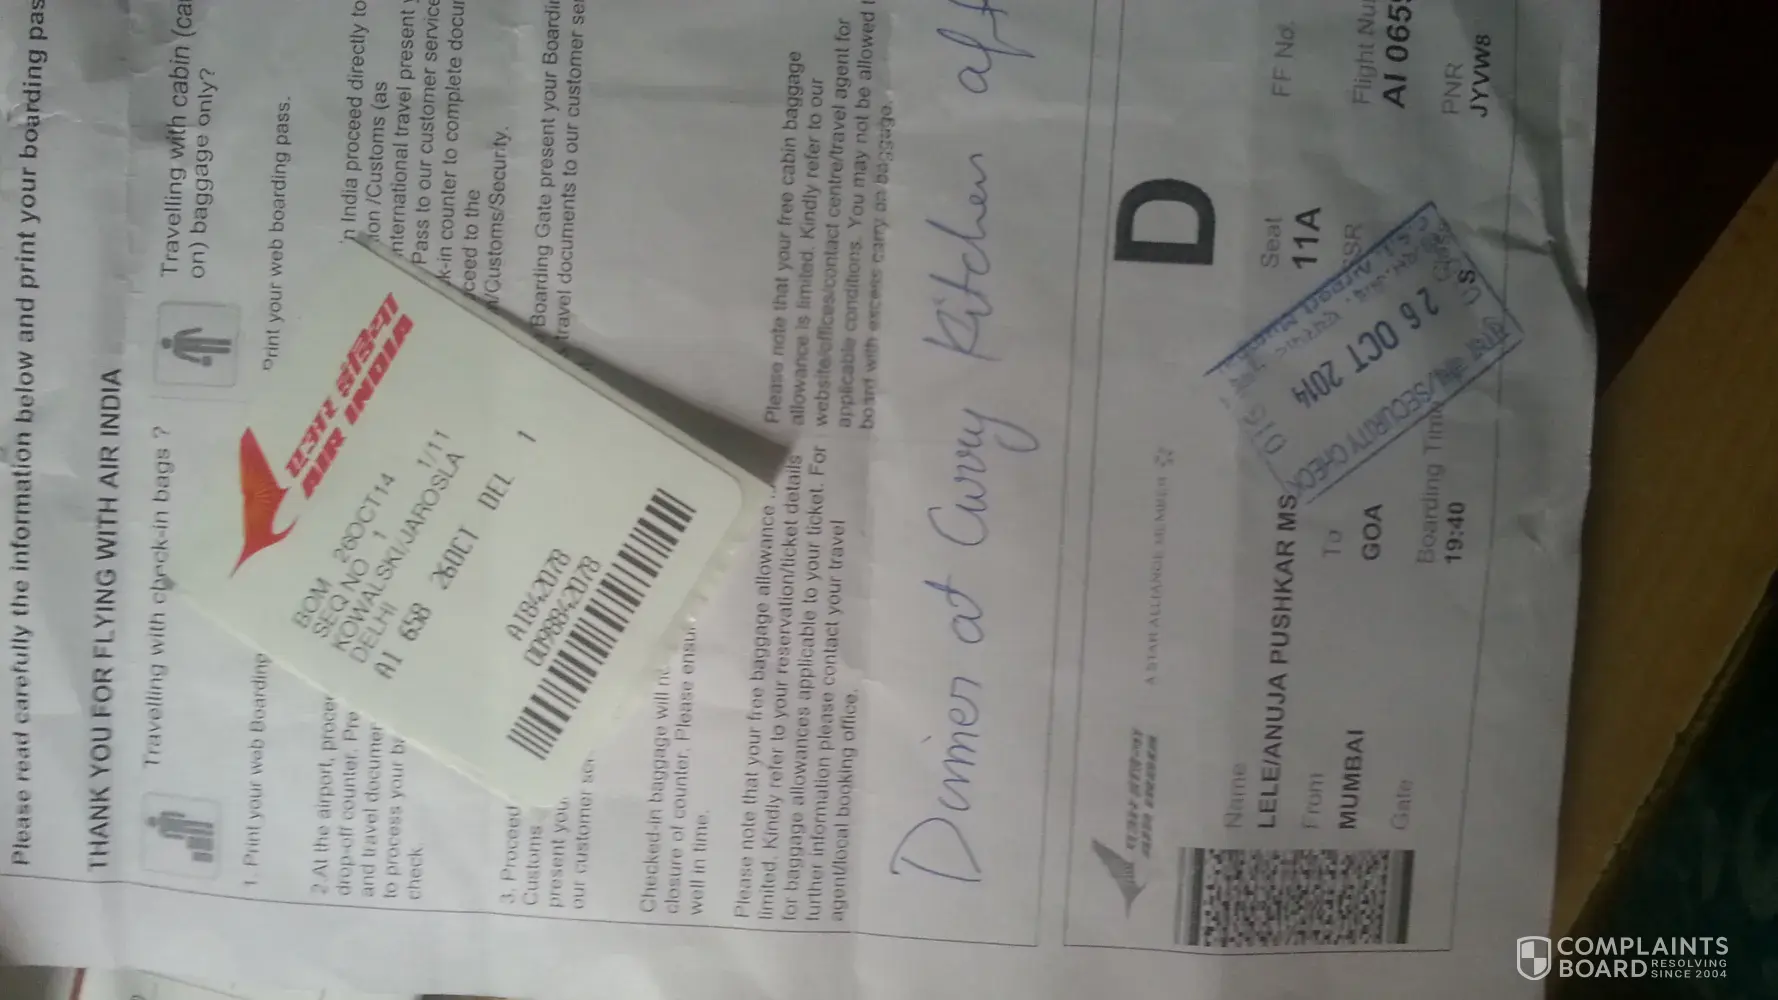 Please read carefully the information below and print your boarding pas
THANK YOU FOR FLYING WITH AIR INDIA
Travelling with check-in bags ?
1. Print your web Boarding
2. At the airport, procee
drop-off counter. Pre
and travel documen
to process your b
check.
3. Proceed
Customs
present you
our customer se
Checked-in baggage will no
closure of counter. Please ensu
well in time.
Please note that your free baggage allowance
limited. Kindly refer to your reservation/ticket details
for baggage allowances applicable to your ticket. For
further information please contact your travel
agent/local booking office.
Travelling with cabin (car
on) baggage only?
Print your web boarding pass.
n India proceed directly to
ion /Customs (as
nternational travel present y
Pass to our customer service
k-in counter to complete docu
ceed to the
n/Customs/Security.
Boarding Gate present your Boardin
travel documents to our customer ser
Please note that your free cabin baggage
allowance is limited. Kindly refer to our
website/offices/contact centre/travel agent for
applicable conditions. You may not be allowed t
board with excess carry on baggage.
एअर इंडिया
AIR INDIA
BOM 26OCT14
SEQ NO 1
KOWALSKI/JAROSLA 1/11
DELHI
AI 658 26OCT DEL 1
AI842078
0098842078
Dinner at Curry Kitchen aft
AIR INDIA
A STAR ALLIANCE MEMBER
D
Name
LELE/ANUJA PUSHKAR MS
From
MUMBAI
To
GOA
Gate
Boarding Time
19:40
Seat
11A
SSR
Class
S
FF No.
Flight Nu
AI 065
PNR
JYVW8
SECURITY CHECK
26 OCT 2014
COMPLAINTS
BOARD RESOLVING
SINCE 2004